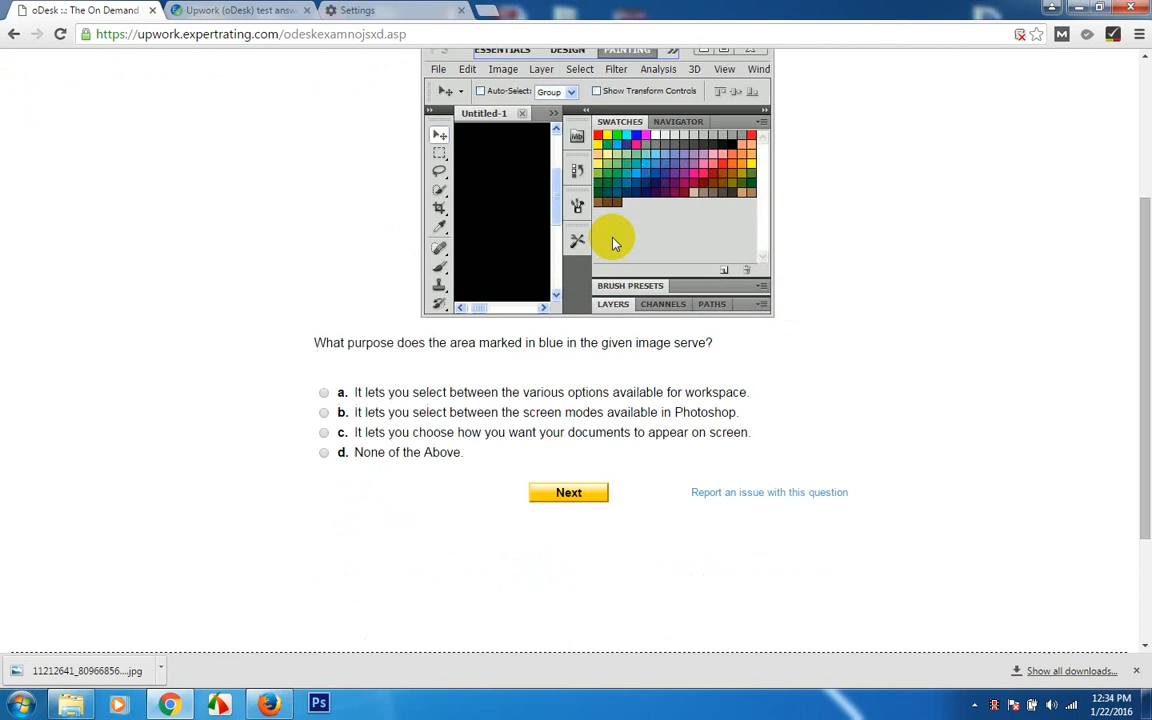 oDesk ::: The On Demand
Upwork (oDesk) test answ
Settings
https://upwork.expertrating.com/odeskexamnojsxd.asp
ESSENTIALS DESIGN PAINTING
File Edit Image Layer Select Filter Analysis 3D View Wind
Auto-Select: Group Show Transform Controls
Untitled-1
SWATCHES NAVIGATOR
Mb
BRUSH PRESETS
LAYERS CHANNELS PATHS
What purpose does the area marked in blue in the given image serve?
a. It lets you select between the various options available for workspace.
b. It lets you select between the screen modes available in Photoshop.
c. It lets you choose how you want your documents to appear on screen.
d. None of the Above.
Next
Report an issue with this question
11212641_80966856....jpg
Show all downloads...
Ps
12:34 PM
1/22/2016